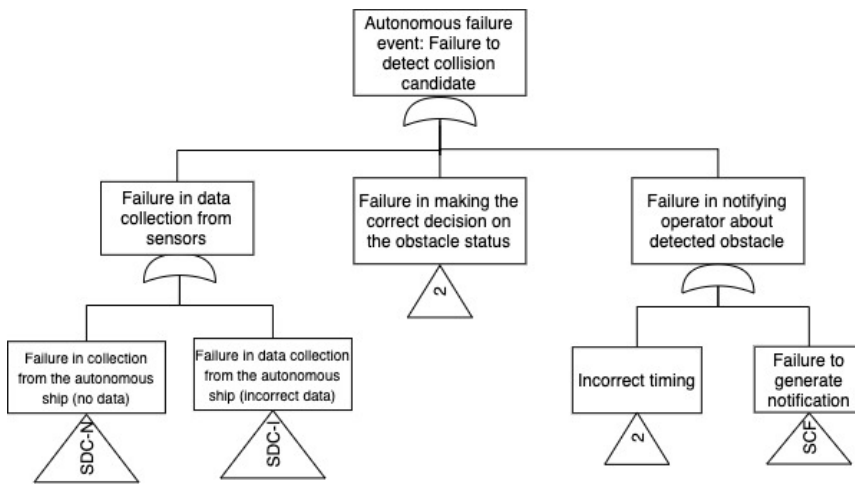 Autonomous failure
event: Failure to
detect collision
candidate
Failure in data
collection from
sensors
Failure in making the
correct decision on
the obstacle status
Failure in notifying
operator about
detected obstacle
2
Failure in collection
from the autonomous
ship (no data)
Failure in data collection
from the autonomous
ship (incorrect data)
Incorrect timing
Failure to
generate
notification
SDC-N
SDC-I
2
SCF